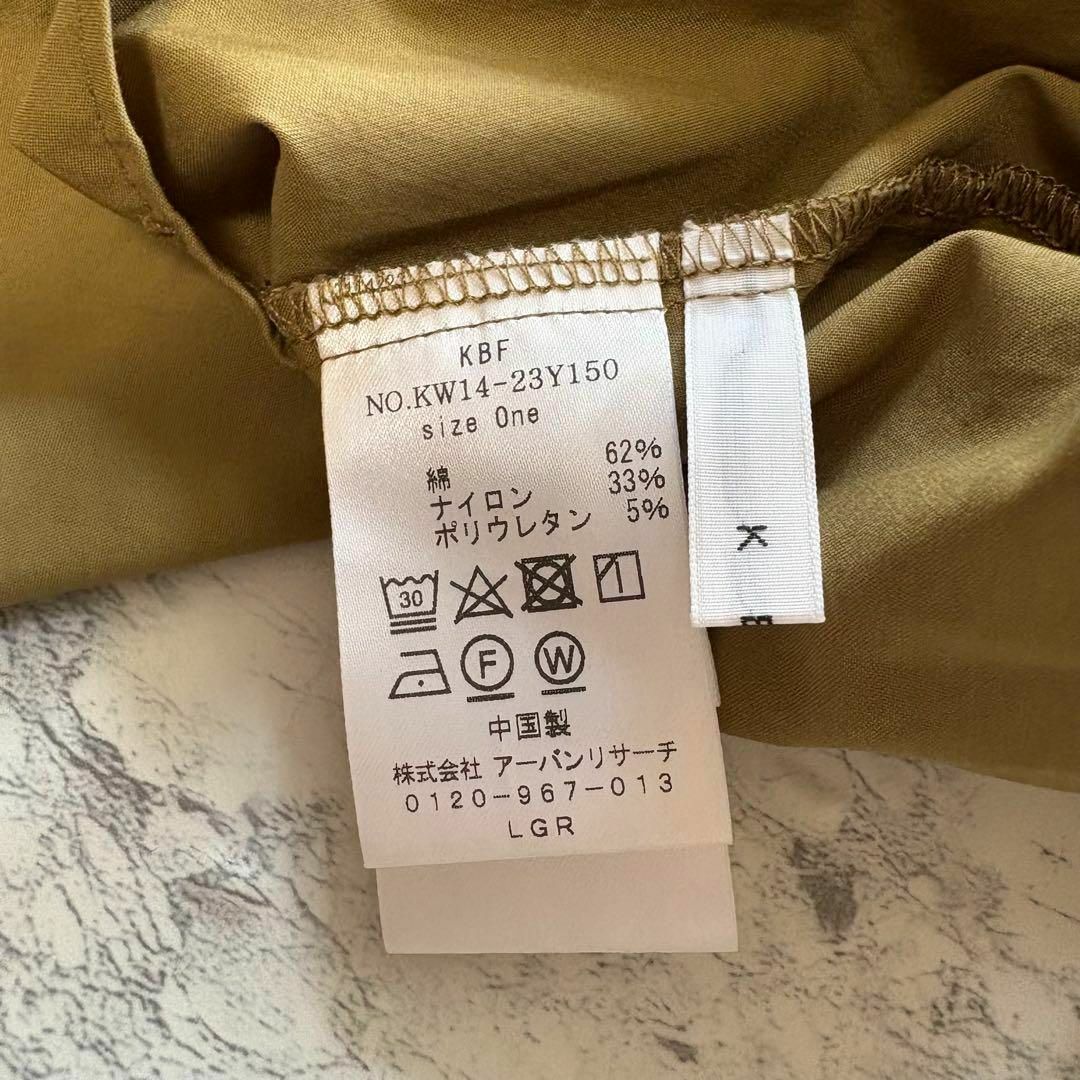 KBF
NO.KW14-23Y150
size One
綿 62%
ナイロン 33%
ポリウレタン 5%
30
F W
中国製
株式会社 アーバンリサーチ
0120-967-013
LGR
K
B